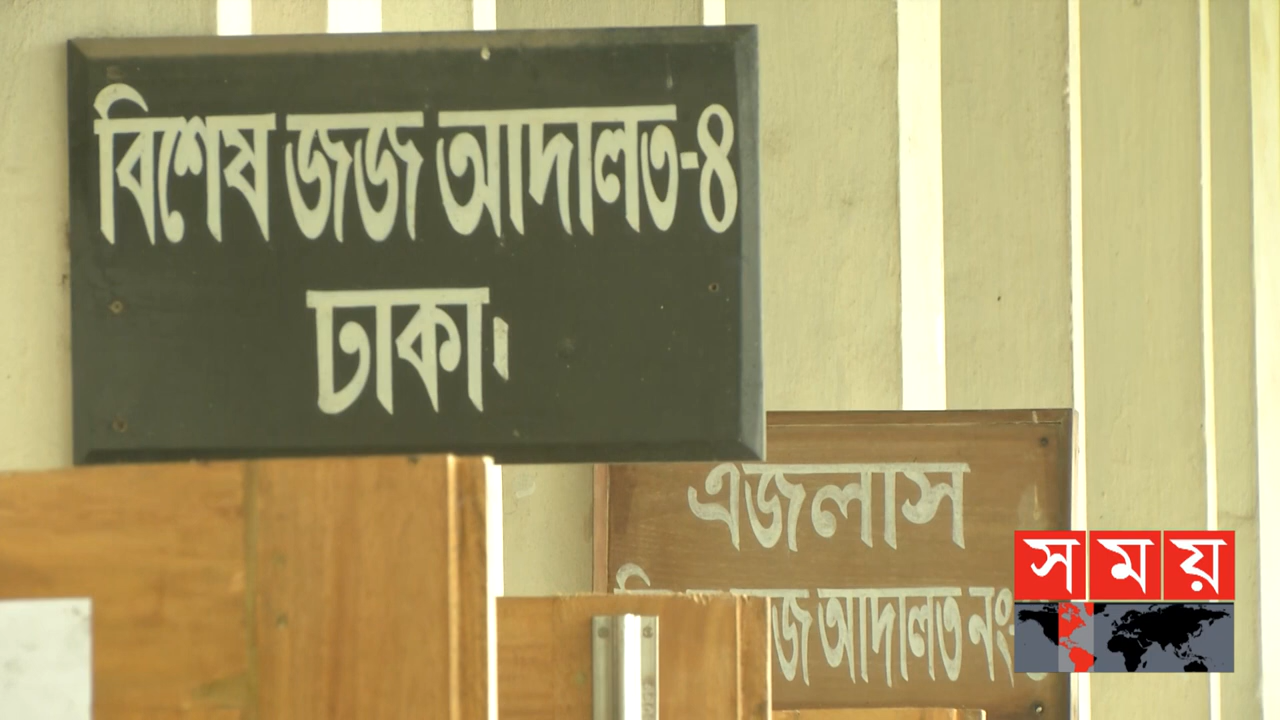 বিশেষ জজ আদালত-৪
ঢাকা।
এজলাস
জজ আদালত নং-
সময়